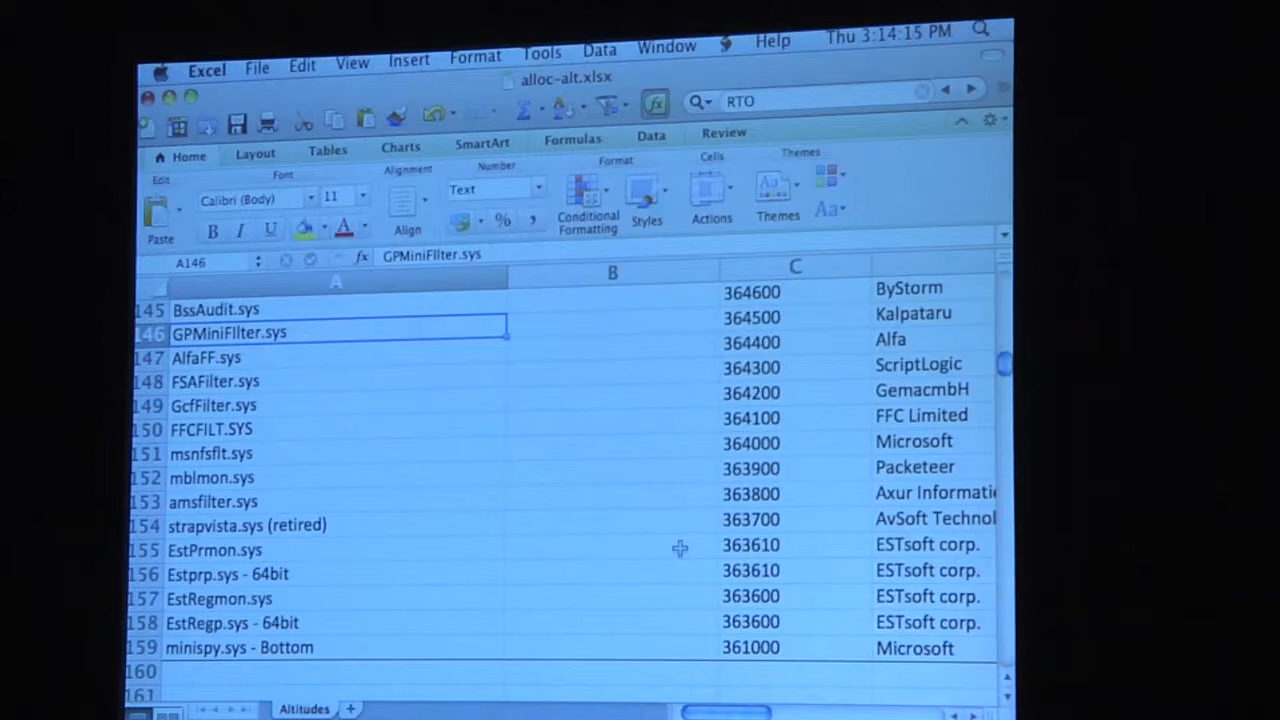 Excel File Edit View Insert Format Tools Data Window Help Thu 3:14:15 PM
alloc-alt.xlsx
fx RTO
Home Layout Tables Charts SmartArt Formulas Data Review
Edit Font Alignment Number Format Cells Themes
Calibri (Body) 11 Text
Paste B I U A Align % , Conditional Formatting Styles Actions Themes Aa
A146 fx GPMiniFIlter.sys
A B C
145 BssAudit.sys 364600 ByStorm
146 GPMiniFIlter.sys 364500 Kalpataru
147 AlfaFF.sys 364400 Alfa
148 FSAFilter.sys 364300 ScriptLogic
149 GcfFilter.sys 364200 GemacmbH
150 FFCFILT.SYS 364100 FFC Limited
151 msnfsflt.sys 364000 Microsoft
152 mblmon.sys 363900 Packeteer
153 amsfilter.sys 363800 Axur Informati
154 strapvista.sys (retired) 363700 AvSoft Technol
155 EstPrmon.sys 363610 ESTsoft corp.
156 Estprp.sys - 64bit 363610 ESTsoft corp.
157 EstRegmon.sys 363600 ESTsoft corp.
158 EstRegp.sys - 64bit 363600 ESTsoft corp.
159 minispy.sys - Bottom 361000 Microsoft
160
161
Altitudes +